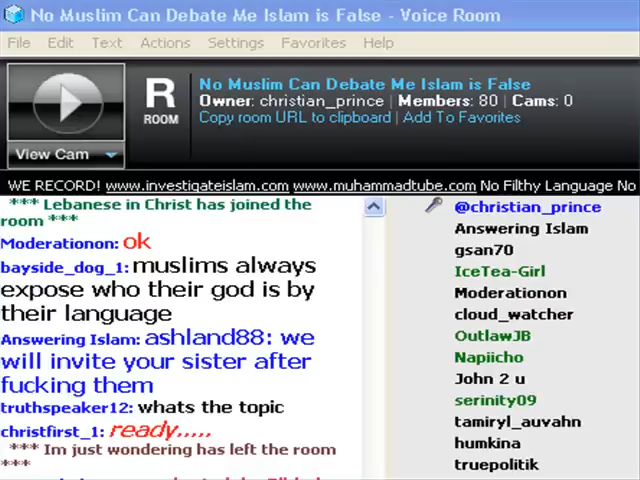 No Muslim Can Debate Me Islam is False - Voice Room
File Edit Text Actions Settings Favorites Help
No Muslim Can Debate Me Islam is False
R ROOM
Owner: christian_prince | Members: 80 | Cams: 0
Copy room URL to clipboard | Add To Favorites
View Cam
WE RECORD! www.investigateislam.com www.muhammadtube.com No Filthy Language No
*** Lebanese in Christ has joined the
room ***
Moderationon: ok
bayside_dog_1: muslims always
expose who their god is by
their language
Answering Islam: ashland88: we
will invite your sister after
fucking them
truthspeaker12: whats the topic
christfirst_1: ready.....
*** Im just wondering has left the room
***
@christian_prince
Answering Islam
gsan70
IceTea-Girl
Moderationon
cloud_watcher
OutlawJB
Napiicho
John 2 u
serinity09
tamiryl_auvahn
humkina
truepolitik